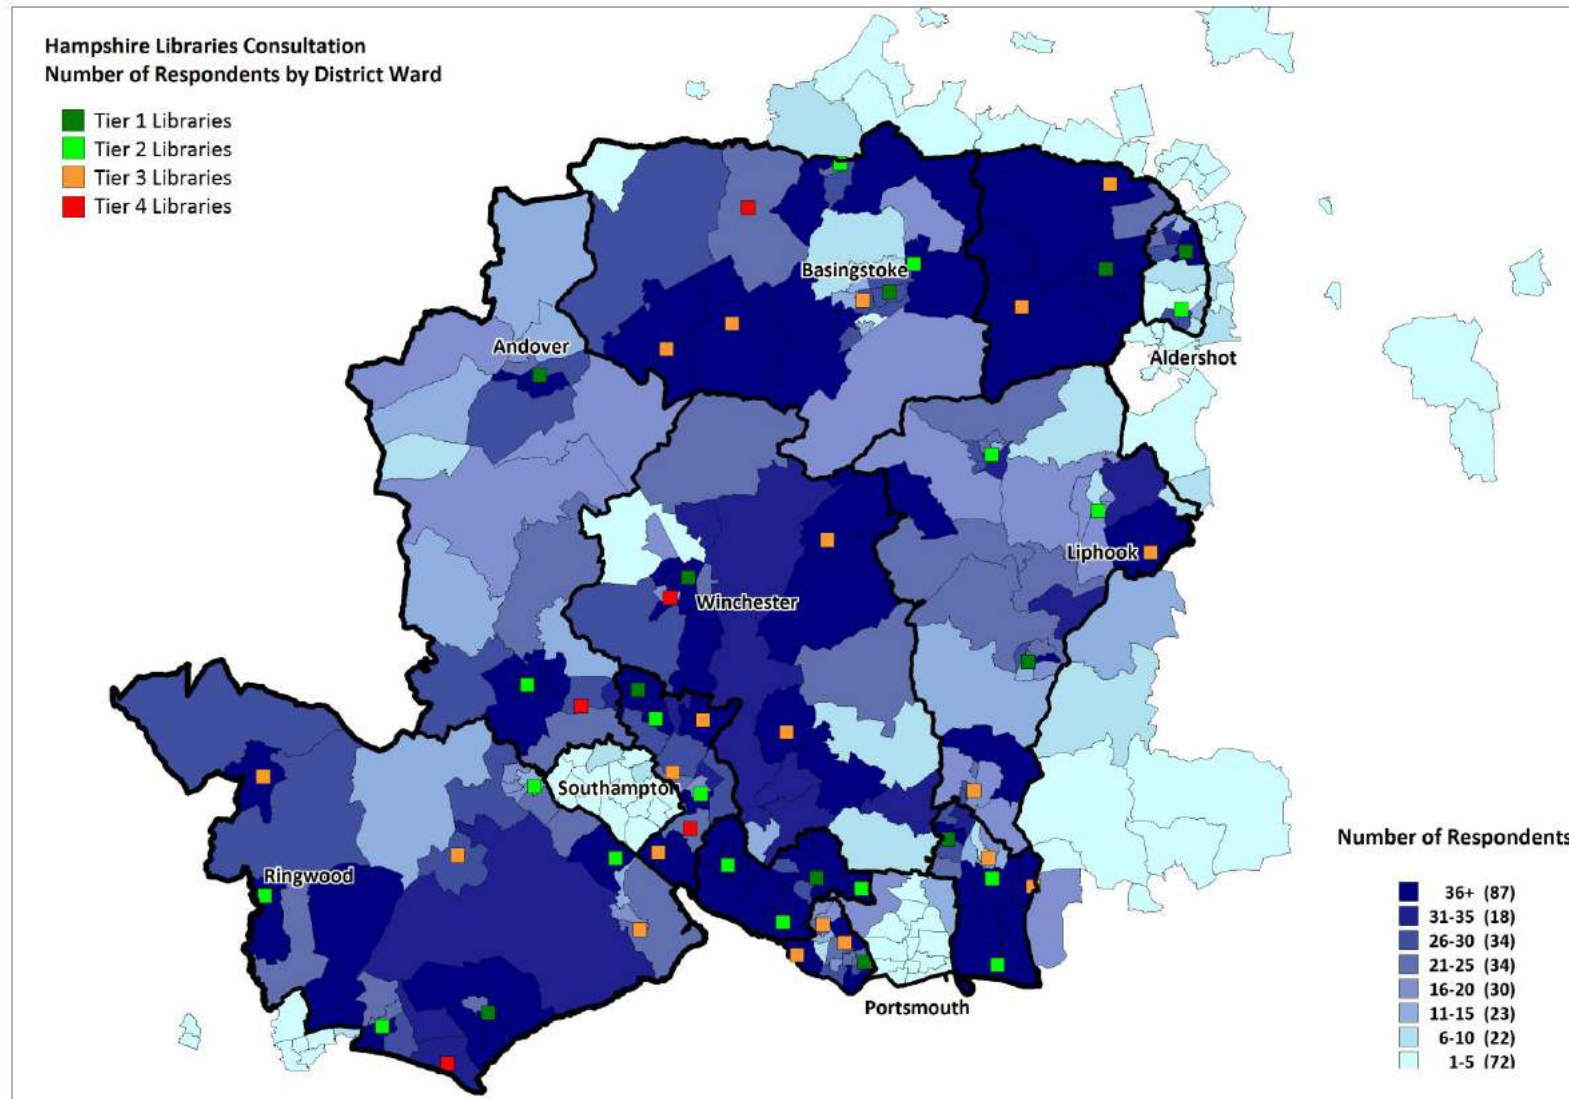 Hampshire Libraries Consultation
Number of Respondents by District Ward
Tier 1 Libraries
Tier 2 Libraries
Tier 3 Libraries
Tier 4 Libraries
Basingstoke
Andover
Aldershot
Liphook
Winchester
Southampton
Ringwood
Portsmouth
Number of Respondents
36+ (87)
31-35 (18)
26-30 (34)
21-25 (34)
16-20 (30)
11-15 (23)
6-10 (22)
1-5 (72)